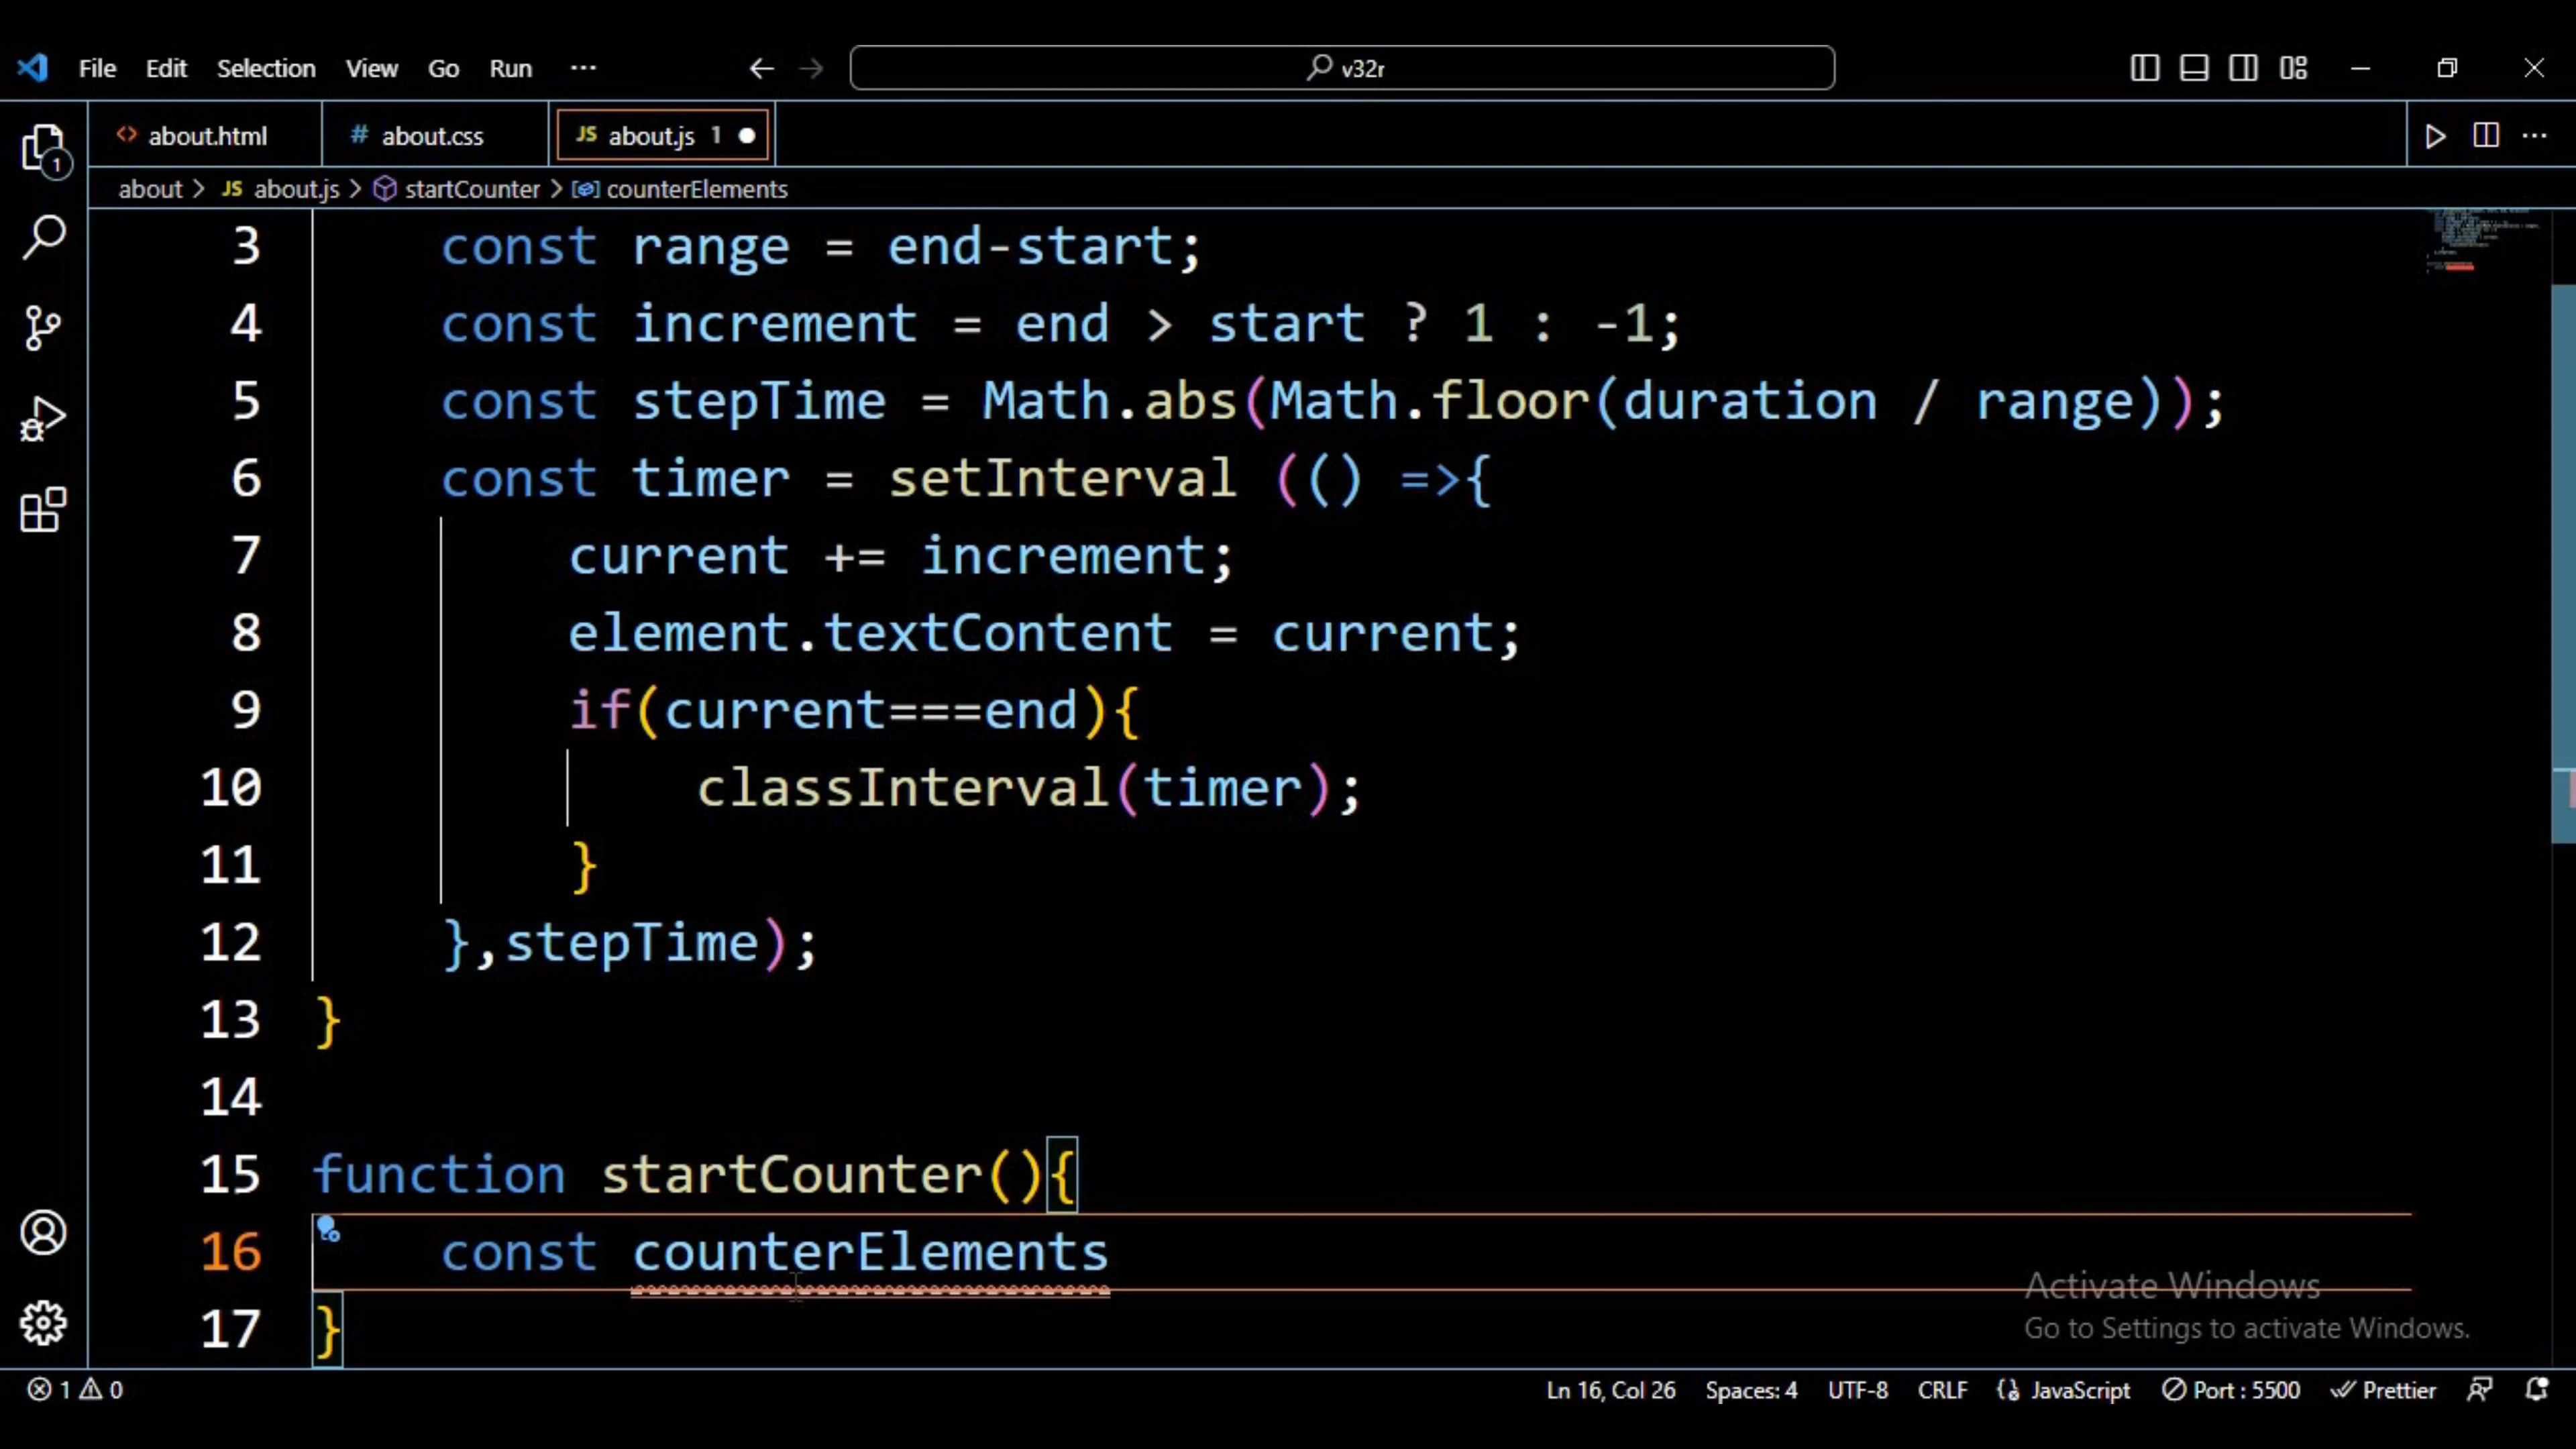 File Edit Selection View Go Run ··· v32r
about.html about.css JS about.js 1
about > JS about.js > startCounter > counterElements
1
3 const range = end-start;
4 const increment = end > start ? 1 : -1;
5 const stepTime = Math.abs(Math.floor(duration / range));
6 const timer = setInterval (() =>{
7 current += increment;
8 element.textContent = current;
9 if(current===end){
10 classInterval(timer);
11 }
12 },stepTime);
13 }
14
15 function startCounter(){
16 const counterElements
17 }
Activate Windows
Go to Settings to activate Windows.
1 0 Ln 16, Col 26 Spaces: 4 UTF-8 CRLF JavaScript Port : 5500 Prettier